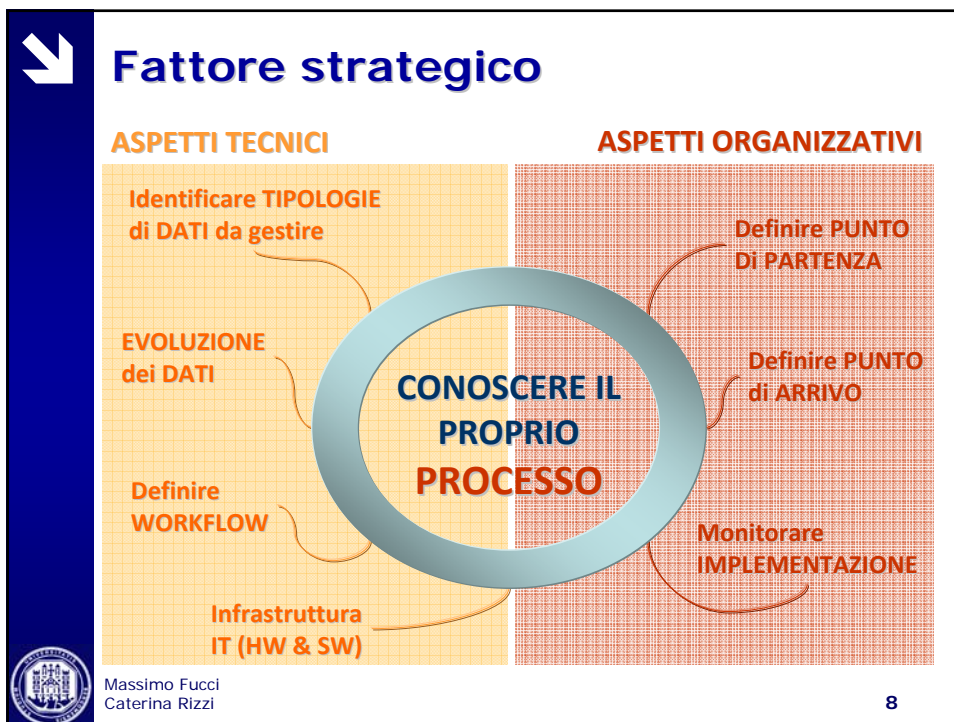 Fattore strategico
ASPETTI TECNICI
ASPETTI ORGANIZZATIVI
Identificare TIPOLOGIE
di DATI da gestire
EVOLUZIONE
dei DATI
Definire
WORKFLOW
Infrastruttura
IT (HW & SW)
CONOSCERE IL
PROPRIO
PROCESSO
Definire PUNTO
Di PARTENZA
Definire PUNTO
di ARRIVO
Monitorare
IMPLEMENTAZIONE
Massimo Fucci
Caterina Rizzi
8